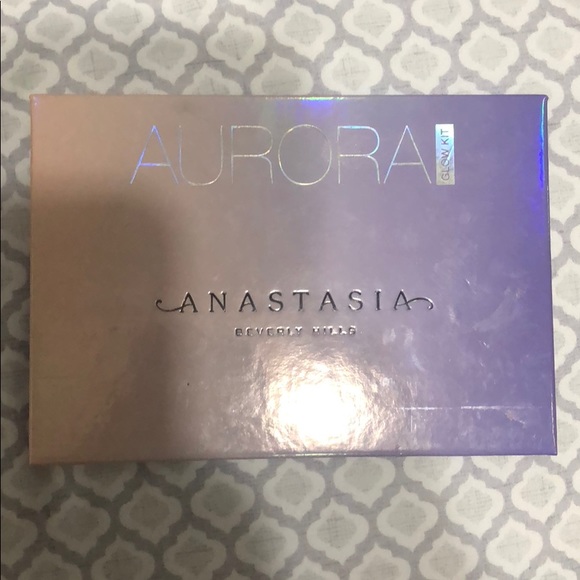 AURORA
GLOW KIT
ANASTASIA
BEVERLY HILLS